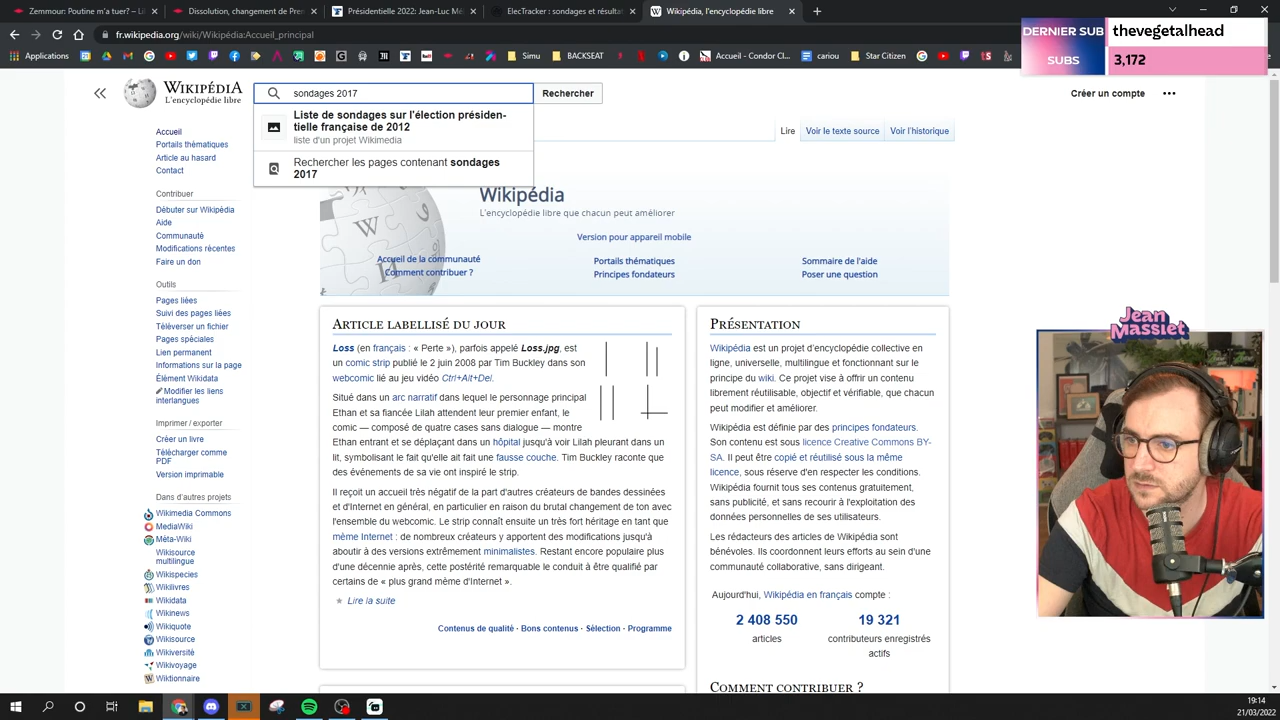 Zoomour: Poutine m'a tuer! - C
Dissolution, changement de Prem
Présidentielle 2022: Jean-Luc Mé
ElecTracker: sondages des résultat
Wikipédia, l'encyclopédie libre
fr.wikipedia.org/wiki/Wikipédia:Accueil_principal
Applications
Simu
BACKSEAT
Accueil - Condor Cl...
cariou
Star Citizen
DERNIER SUB
thevegetalhead
SUBS
3,172
WIKIPÉDIA
L'encyclopédie libre
sondages 2017
Rechercher
Créer un compte
Liste de sondages sur l'élection présiden-
tielle française de 2012
liste d'un projet Wikimedia
Rechercher les pages contenant sondages
2017
Lire
Voir le texte source
Voir l'historique
Accueil
Portails thématiques
Article au hasard
Contact
Contribuer
Débuter sur Wikipédia
Aide
Communauté
Modifications récentes
Faire un don
Outils
Pages liées
Suivi des pages liées
Téléverser un fichier
Pages spéciales
Lien permanent
Informations sur la page
Élément Wikidata
Modifier les liens
interlangues
Imprimer / exporter
Créer un livre
Télécharger comme
PDF
Version imprimable
Dans d'autres projets
Wikimedia Commons
MediaWiki
Méta-Wiki
Wikisource
multilingue
Wikispecies
Wikilivres
Wikidata
Wikinews
Wikiquote
Wikisource
Wikiversité
Wikivoyage
Wiktionnaire
Wikipédia
L'encyclopédie libre que chacun peut améliorer
Version pour appareil mobile
Accueil de la communauté
Portails thématiques
Sommaire de l'aide
Comment contribuer ?
Principes fondateurs
Poser une question
ARTICLE LABELLISÉ DU JOUR
Loss (en français : « Perte »), parfois appelé Loss.jpg, est
un comic strip publié le 2 juin 2008 par Tim Buckley dans son
webcomic lié au jeu vidéo Ctrl+Alt+Del.
Situé dans un arc narratif dans lequel le personnage principal
Ethan et sa fiancée Lilah attendent leur premier enfant, le
comic — composé de quatre cases sans dialogue — montre
Ethan entrant et se déplaçant dans un hôpital jusqu'à voir Lilah pleurant dans un
lit, symbolisant le fait qu'elle ait fait une fausse couche. Tim Buckley raconte que
des événements de sa vie ont inspiré le strip.
Il reçoit un accueil très négatif de la part d'autres créateurs de bandes dessinées
et d'Internet en général, en particulier en raison du brutal changement de ton avec
l'ensemble du webcomic. Le strip connaît ensuite un très fort héritage en tant que
mème Internet : de nombreux créateurs y apportent des modifications jusqu'à
aboutir à des versions extrêmement minimalistes. Restant encore populaire plus
d'une décennie après, cette postérité remarquable le conduit à être qualifié par
certains de « plus grand mème d'Internet ».
Lire la suite
Contenus de qualité · Bons contenus · Sélection · Programme
PRÉSENTATION
Wikipédia est un projet d'encyclopédie collective en
ligne, universelle, multilingue et fonctionnant sur le
principe du wiki. Ce projet vise à offrir un contenu
librement réutilisable, objectif et vérifiable, que chacun
peut modifier et améliorer.
Wikipédia est définie par des principes fondateurs.
Son contenu est sous licence Creative Commons BY-
SA. Il peut être copié et réutilisé sous la même
licence, sous réserve d'en respecter les conditions.
Wikipédia fournit tous ses contenus gratuitement,
sans publicité, et sans recourir à l'exploitation des
données personnelles de ses utilisateurs.
Les rédacteurs des articles de Wikipédia sont
bénévoles. Ils coordonnent leurs efforts au sein d'une
communauté collaborative, sans dirigeant.
Aujourd'hui, Wikipédia en français compte :
2 408 550
19 321
articles
contributeurs enregistrés
actifs
COMMENT CONTRIBUER ?
Jean
Massiet
19:14
21/03/2022